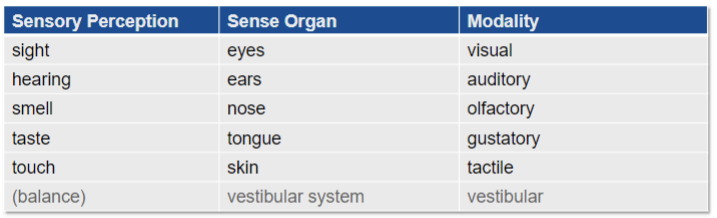 Sensory Perception Sense Organ Modality
sight eyes visual
hearing ears auditory
smell nose olfactory
taste tongue gustatory
touch skin tactile
(balance) vestibular system vestibular